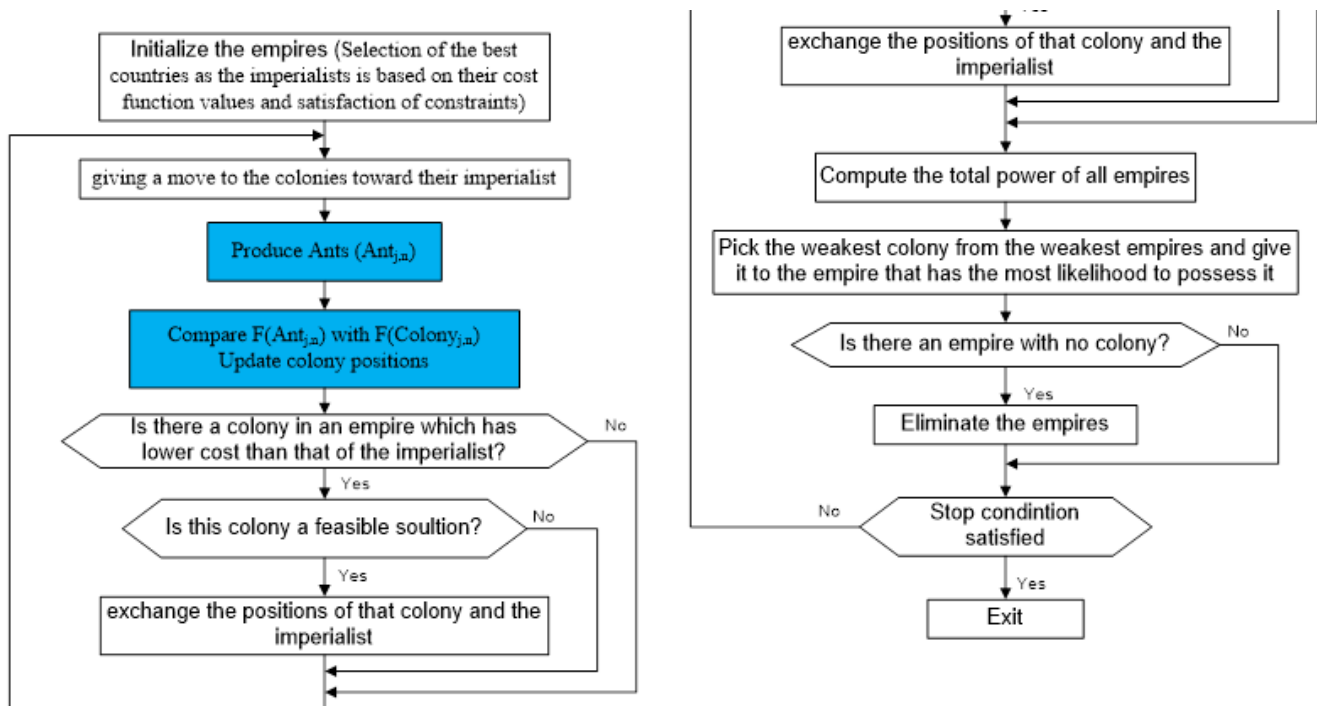 Initialize the empires (Selection of the best
countries as the imperialists is based on their cost
function values and satisfaction of constraints)
giving a move to the colonies toward their imperialist
Produce Ants (Antj,n)
Compare F(Antj,n) with F(Colonyj,n)
Update colony positions
Is there a colony in an empire which has
lower cost than that of the imperialist?
No
Yes
Is this colony a feasible soultion?
No
Yes
exchange the positions of that colony and the
imperialist
exchange the positions of that colony and the
imperialist
Compute the total power of all empires
Pick the weakest colony from the weakest empires and give
it to the empire that has the most likelihood to possess it
Is there an empire with no colony?
No
Yes
Eliminate the empires
No
Stop condintion
satisfied
Yes
Exit